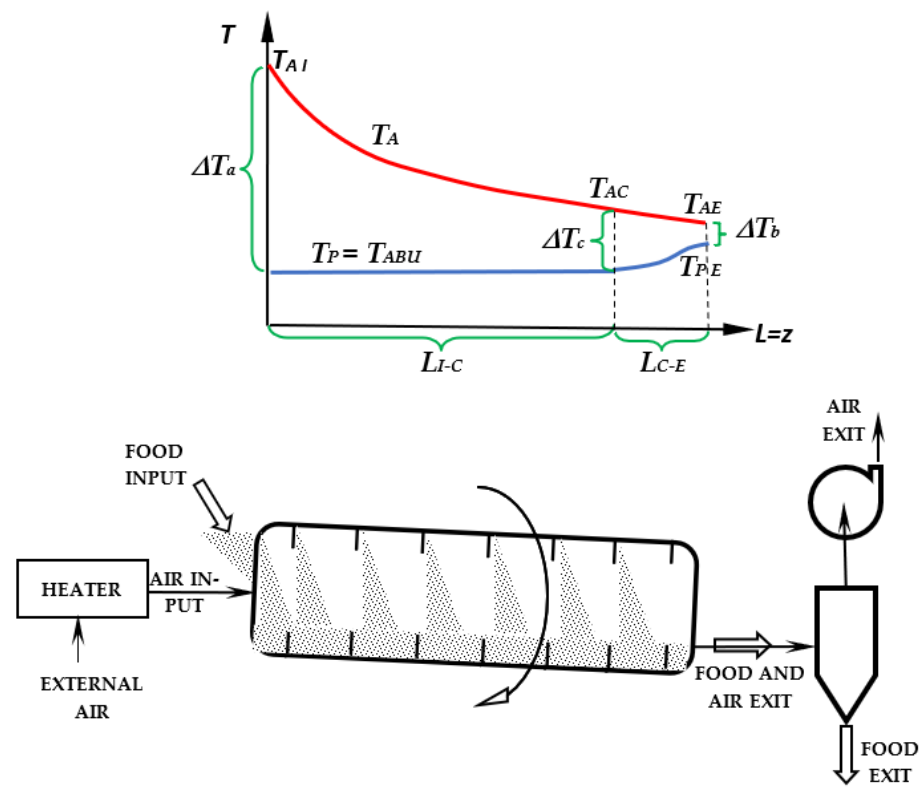 T
TAI
TA
ΔTa
TAC
TAE
ΔTc
ΔTb
TP = TABU
TPE
L=z
LI-C
LC-E
AIR
EXIT
FOOD
INPUT
HEATER
AIR IN-
PUT
EXTERNAL
AIR
FOOD AND
AIR EXIT
FOOD
EXIT